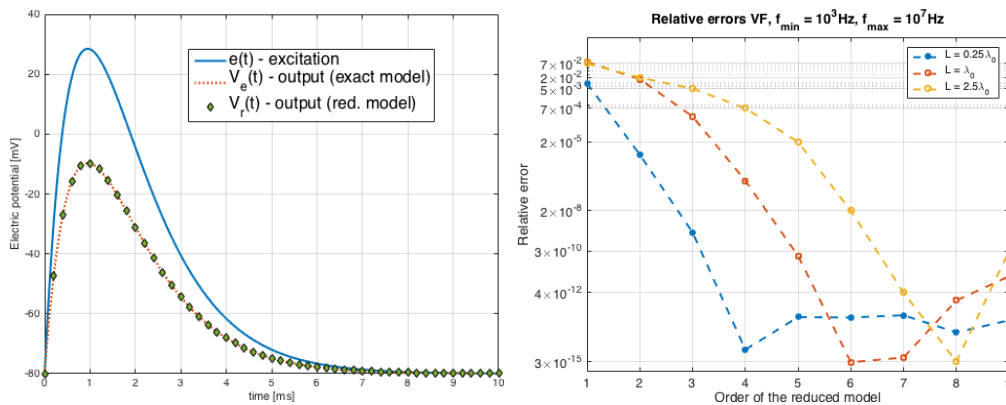 40
20
0
-20
-40
-60
-80
Electric potential [mV]
0 1 2 3 4 5 6 7 8 9 10
time [ms]
e(t) - excitation
V_e(t) - output (exact model)
V_r(t) - output (red. model)
Relative errors VF, f_min = 10^3Hz, f_max = 10^7Hz
7 × 10^-2
2 × 10^-2
5 × 10^-3
7 × 10^-4
2 × 10^-5
2 × 10^-8
3 × 10^-10
4 × 10^-12
3 × 10^-15
Relative error
1 2 3 4 5 6 7 8
Order of the reduced model
L = 0.25λ_0
L = λ_0
L = 2.5λ_0